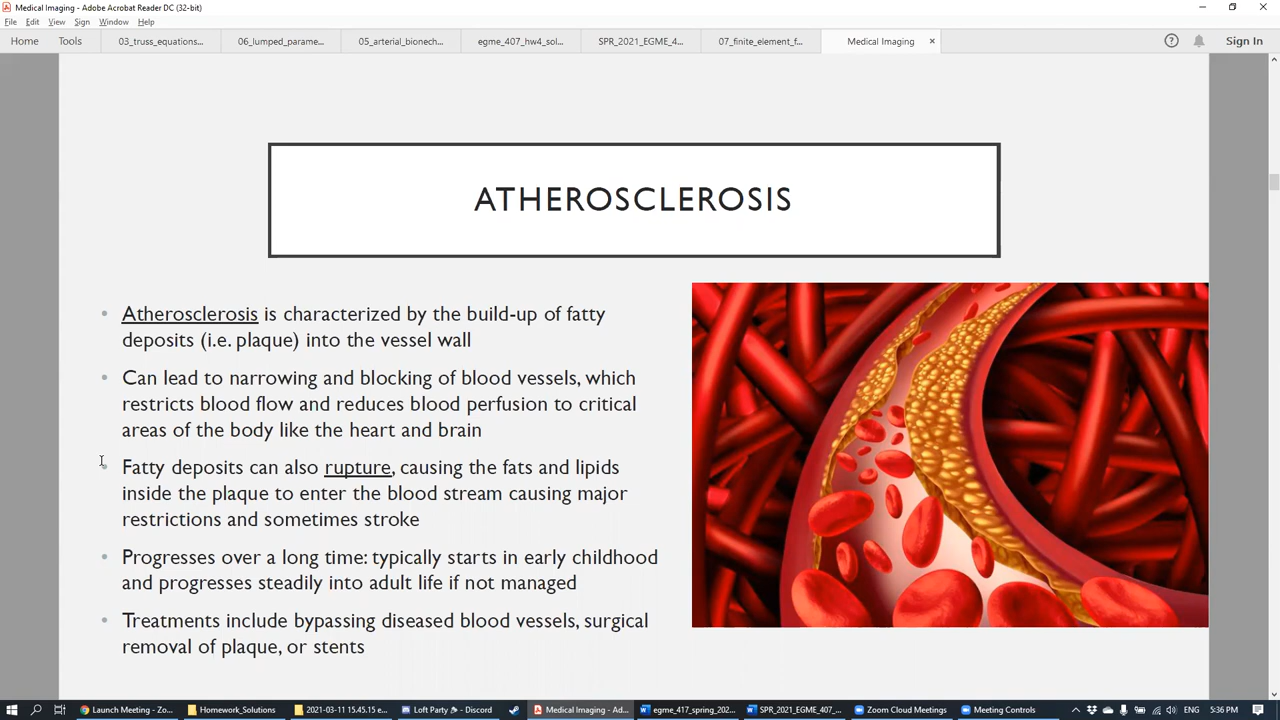 Medical Imaging - Adobe Acrobat Reader DC (32-bit)
File Edit View Sign Window Help
Home Tools 03_truss_equations... 06_lumped_parame... 05_arterial_bionech... egme_407_hw4_sol... SPR_2021_EGME_4... 07_finite_element_f... Medical Imaging × Sign In
ATHEROSCLEROSIS
• Atherosclerosis is characterized by the build-up of fatty
deposits (i.e. plaque) into the vessel wall
• Can lead to narrowing and blocking of blood vessels, which
restricts blood flow and reduces blood perfusion to critical
areas of the body like the heart and brain
• Fatty deposits can also rupture, causing the fats and lipids
inside the plaque to enter the blood stream causing major
restrictions and sometimes stroke
• Progresses over a long time: typically starts in early childhood
and progresses steadily into adult life if not managed
• Treatments include bypassing diseased blood vessels, surgical
removal of plaque, or stents
Launch Meeting - Zo... Homework_Solutions 2021-03-11 15.45.15 e... Loft Party - Discord Medical Imaging - Ad... egme_417_spring_202... SPR_2021_EGME_407_... Zoom Cloud Meetings Meeting Controls ENG 5:36 PM